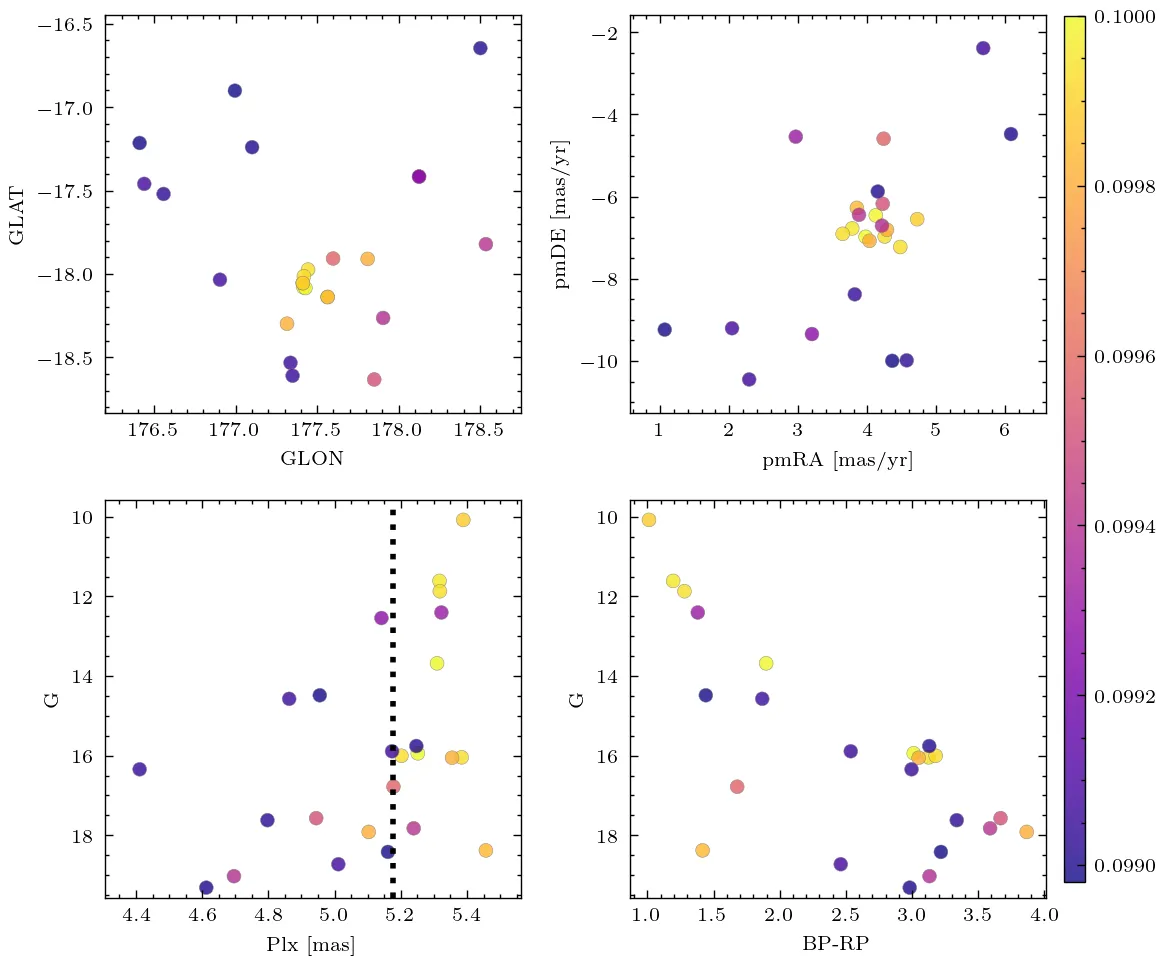 −16.5
−17.0
−17.5
−18.0
−18.5
GLAT
176.5 177.0 177.5 178.0 178.5
GLON
−2
−4
−6
−8
−10
pmDE [mas/yr]
1 2 3 4 5 6
pmRA [mas/yr]
0.1000
0.0998
0.0996
0.0994
0.0992
0.0990
10
12
14
16
18
G
4.4 4.6 4.8 5.0 5.2 5.4
Plx [mas]
10
12
14
16
18
G
1.0 1.5 2.0 2.5 3.0 3.5 4.0
BP-RP